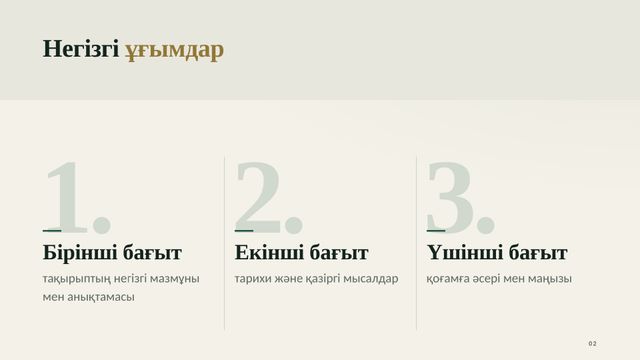 Негізгі ұғымдар
1.
Бірінші бағыт
тақырыптың негізгі мазмұны
мен анықтамасы
2.
Екінші бағыт
тарихи және қазіргі мысалдар
3.
Үшінші бағыт
қоғамға әсері мен маңызы
02